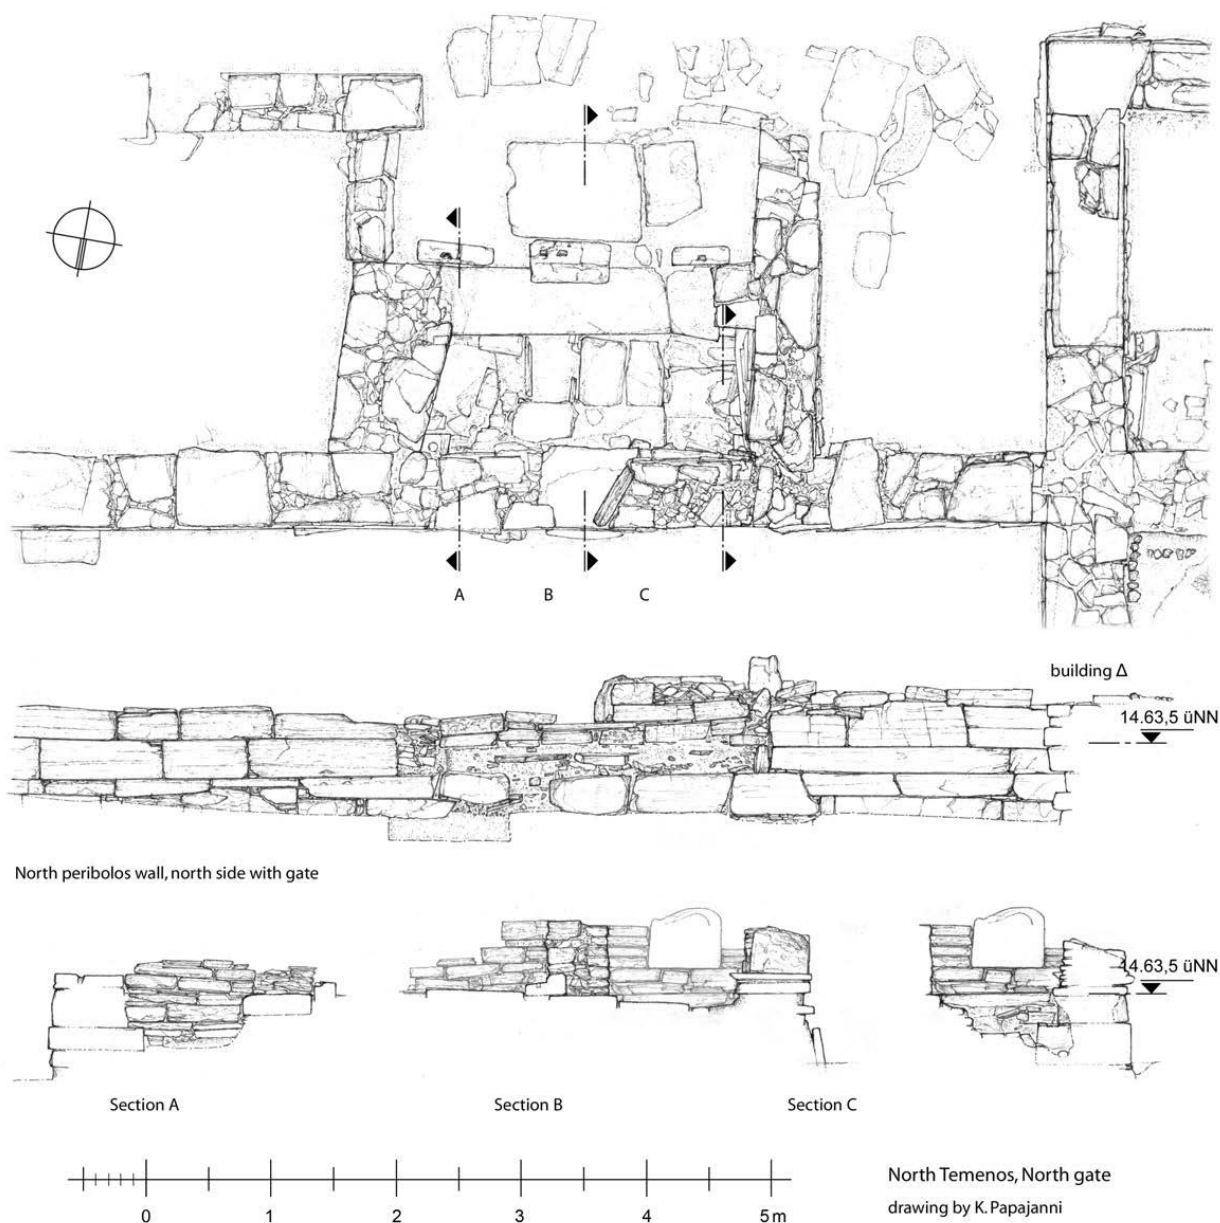 A B C
building Δ
14.63,5 üNN
North peribolos wall, north side with gate
14.63,5 üNN
Section A Section B Section C
0 1 2 3 4 5 m
North Temenos, North gate
drawing by K. Papajanni